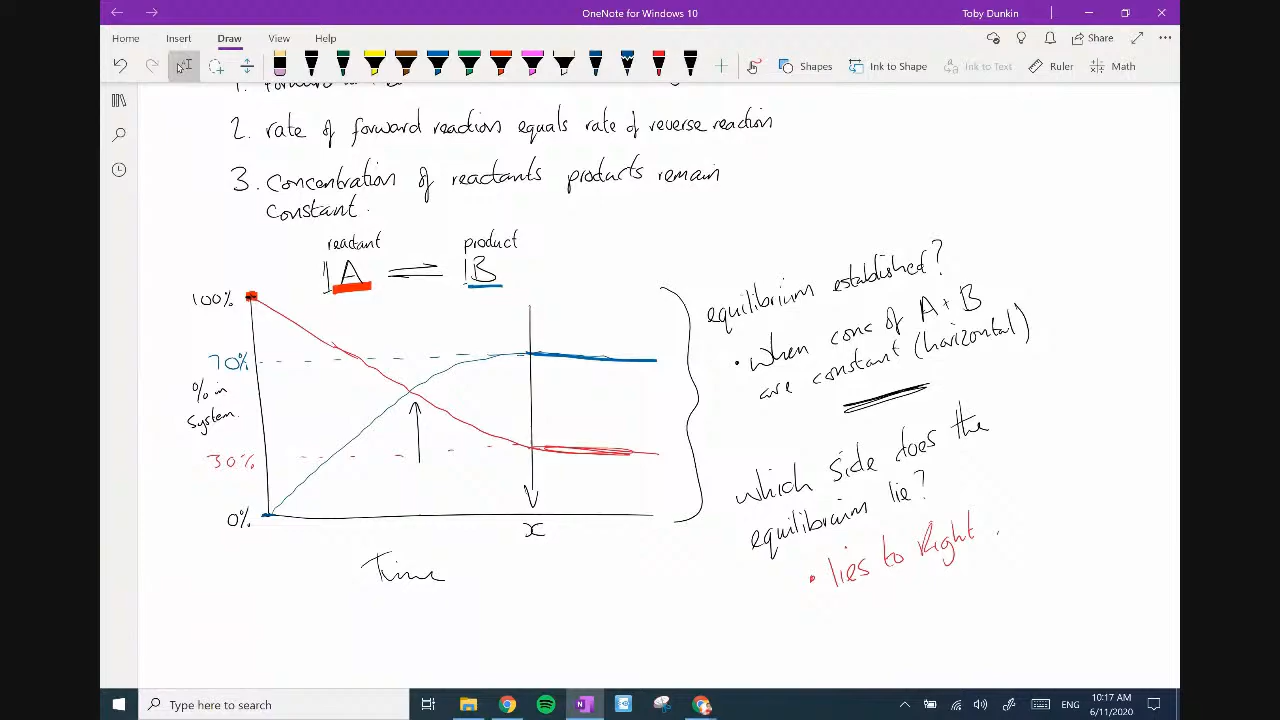 OneNote for Windows 10
Toby Dunkin
Home Insert Draw View Help
Share
Shapes Ink to Shape Ink to Text Ruler Math
2. rate of forward reaction equals rate of reverse reaction
3. Concentration of reactants products remain
constant.
reactant product
1A ⇌ 1B
100%
70%
% in
system.
30%
0%
x
Time
equilibrium established?
• when conc of A + B
are constant (horizontal)
which side does the
equilibrium lie?
• lies to Right
Type here to search
ENG
10:17 AM
6/11/2020